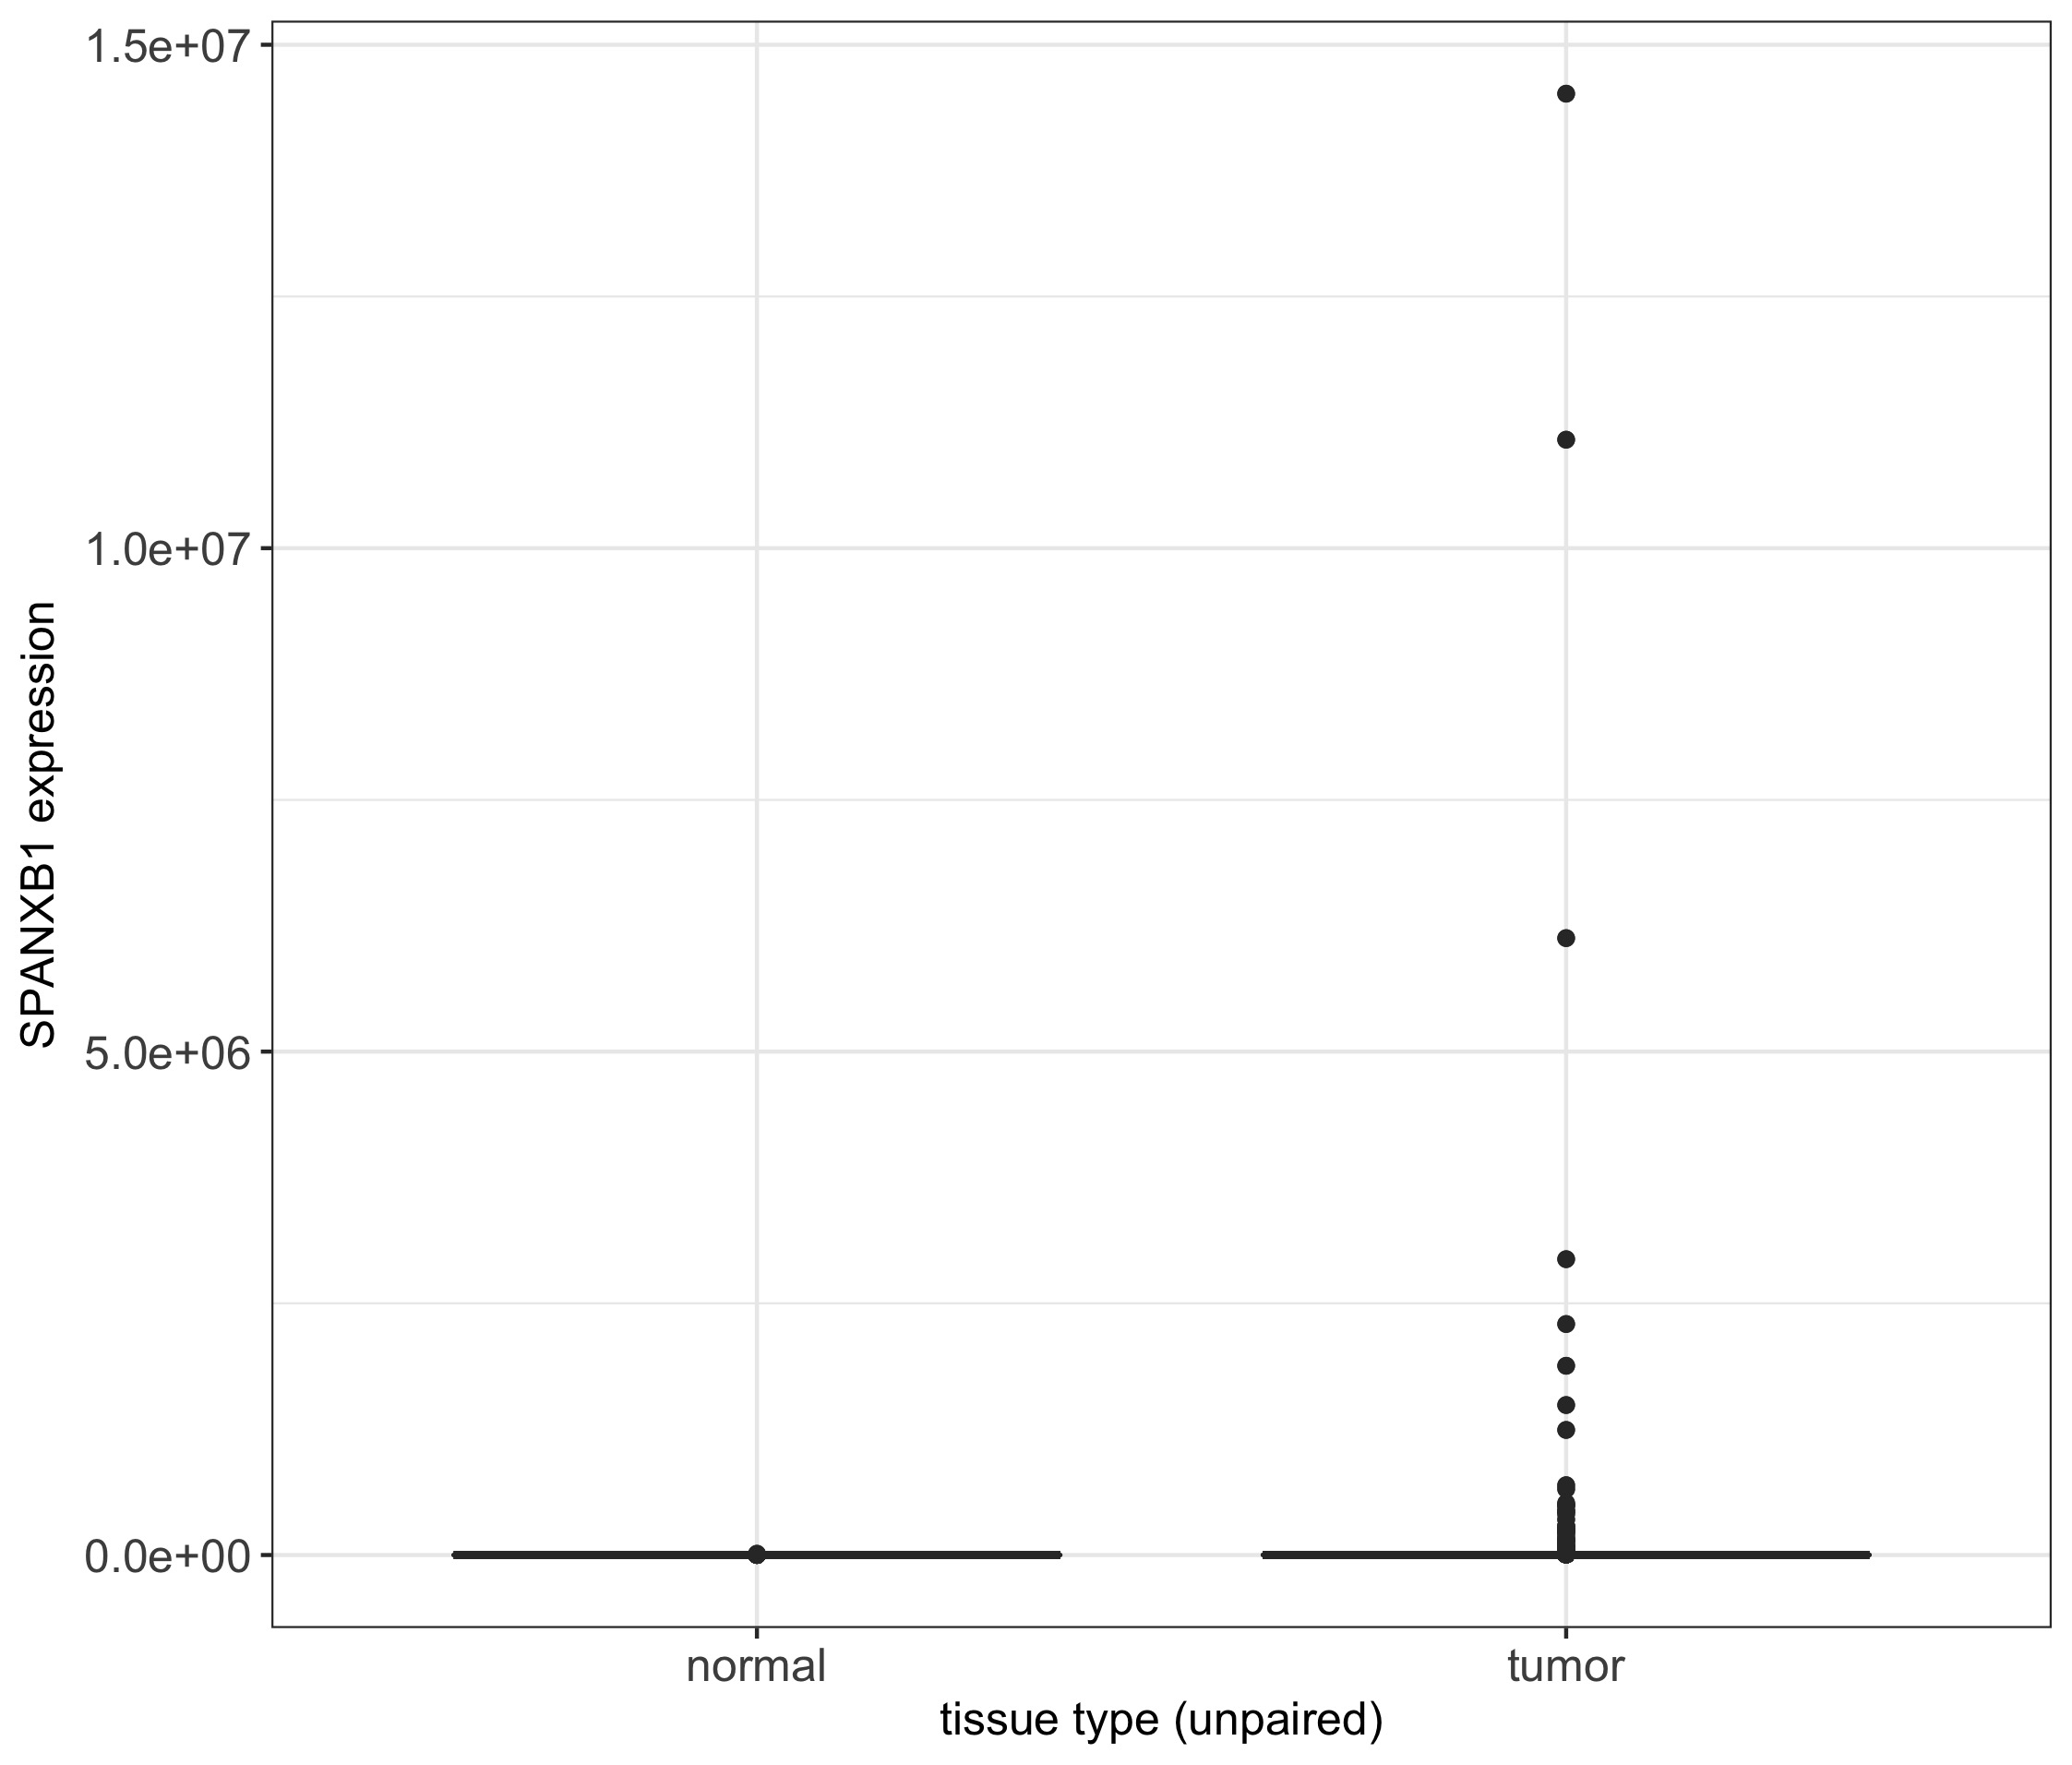 1.5e+07
1.0e+07
5.0e+06
0.0e+00
SPANXB1 expression
normal
tumor
tissue type (unpaired)